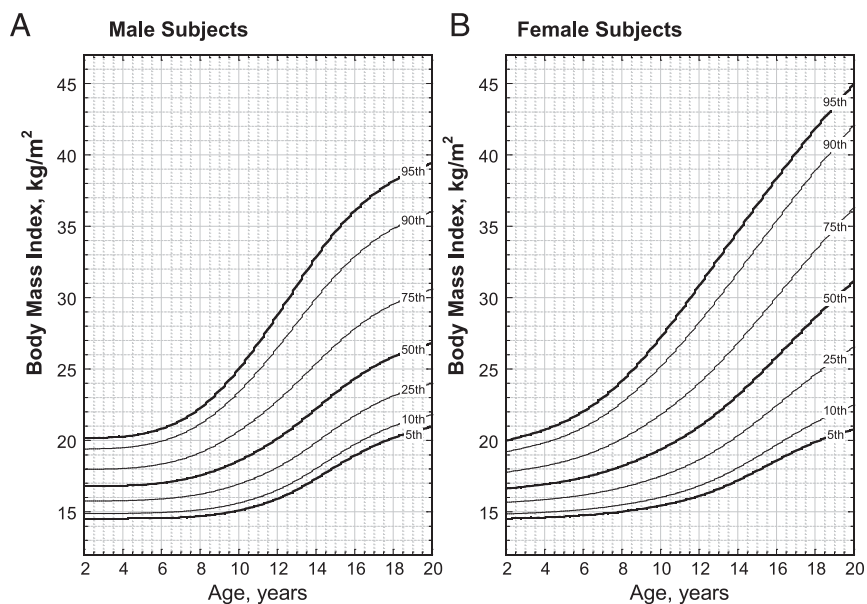 A
Male Subjects
Body Mass Index, kg/m²
45
40
35
30
25
20
15
95th
90th
75th
50th
25th
10th
5th
2 4 6 8 10 12 14 16 18 20
Age, years
B
Female Subjects
Body Mass Index, kg/m²
45
40
35
30
25
20
15
95th
90th
75th
50th
25th
10th
5th
2 4 6 8 10 12 14 16 18 20
Age, years